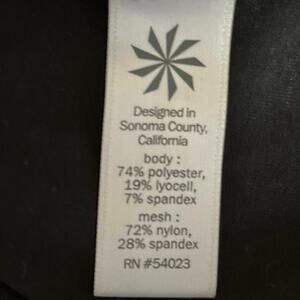 Designed in
Sonoma County,
California
body :
74% polyester,
19% lyocell,
7% spandex
mesh :
72% nylon,
28% spandex
RN #54023